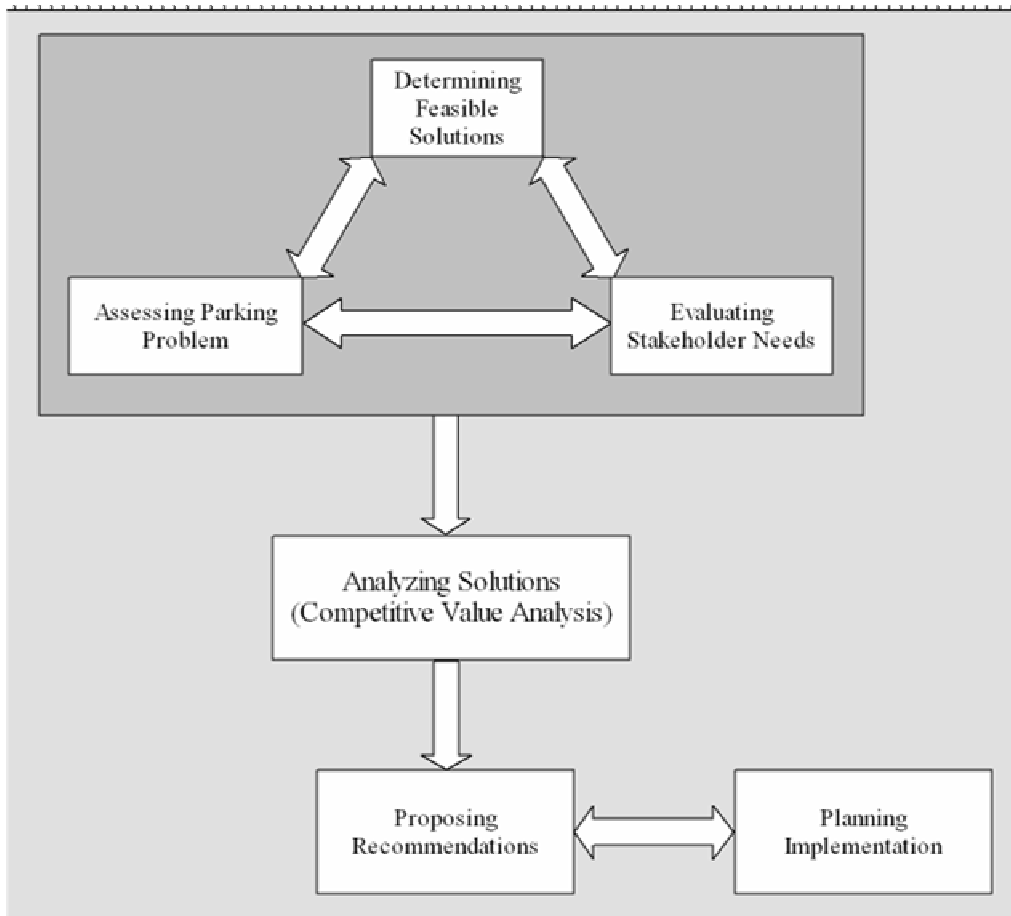 Determining
Feasible
Solutions
Assessing Parking
Problem
Evaluating
Stakeholder Needs
Analyzing Solutions
(Competitive Value Analysis)
Proposing
Recommendations
Planning
Implementation